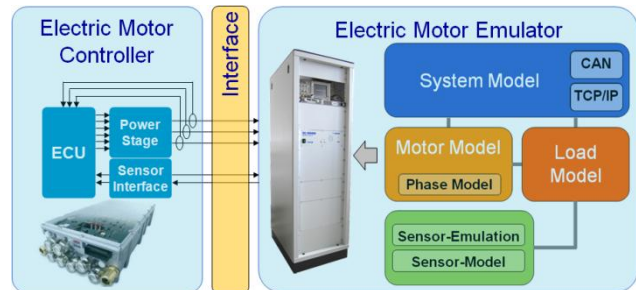 Electric Motor
Controller
ECU
Power
Stage
Sensor
Interface
Interface
Electric Motor Emulator
System Model
CAN
TCP/IP
Motor Model
Phase Model
Load
Model
Sensor-Emulation
Sensor-Model